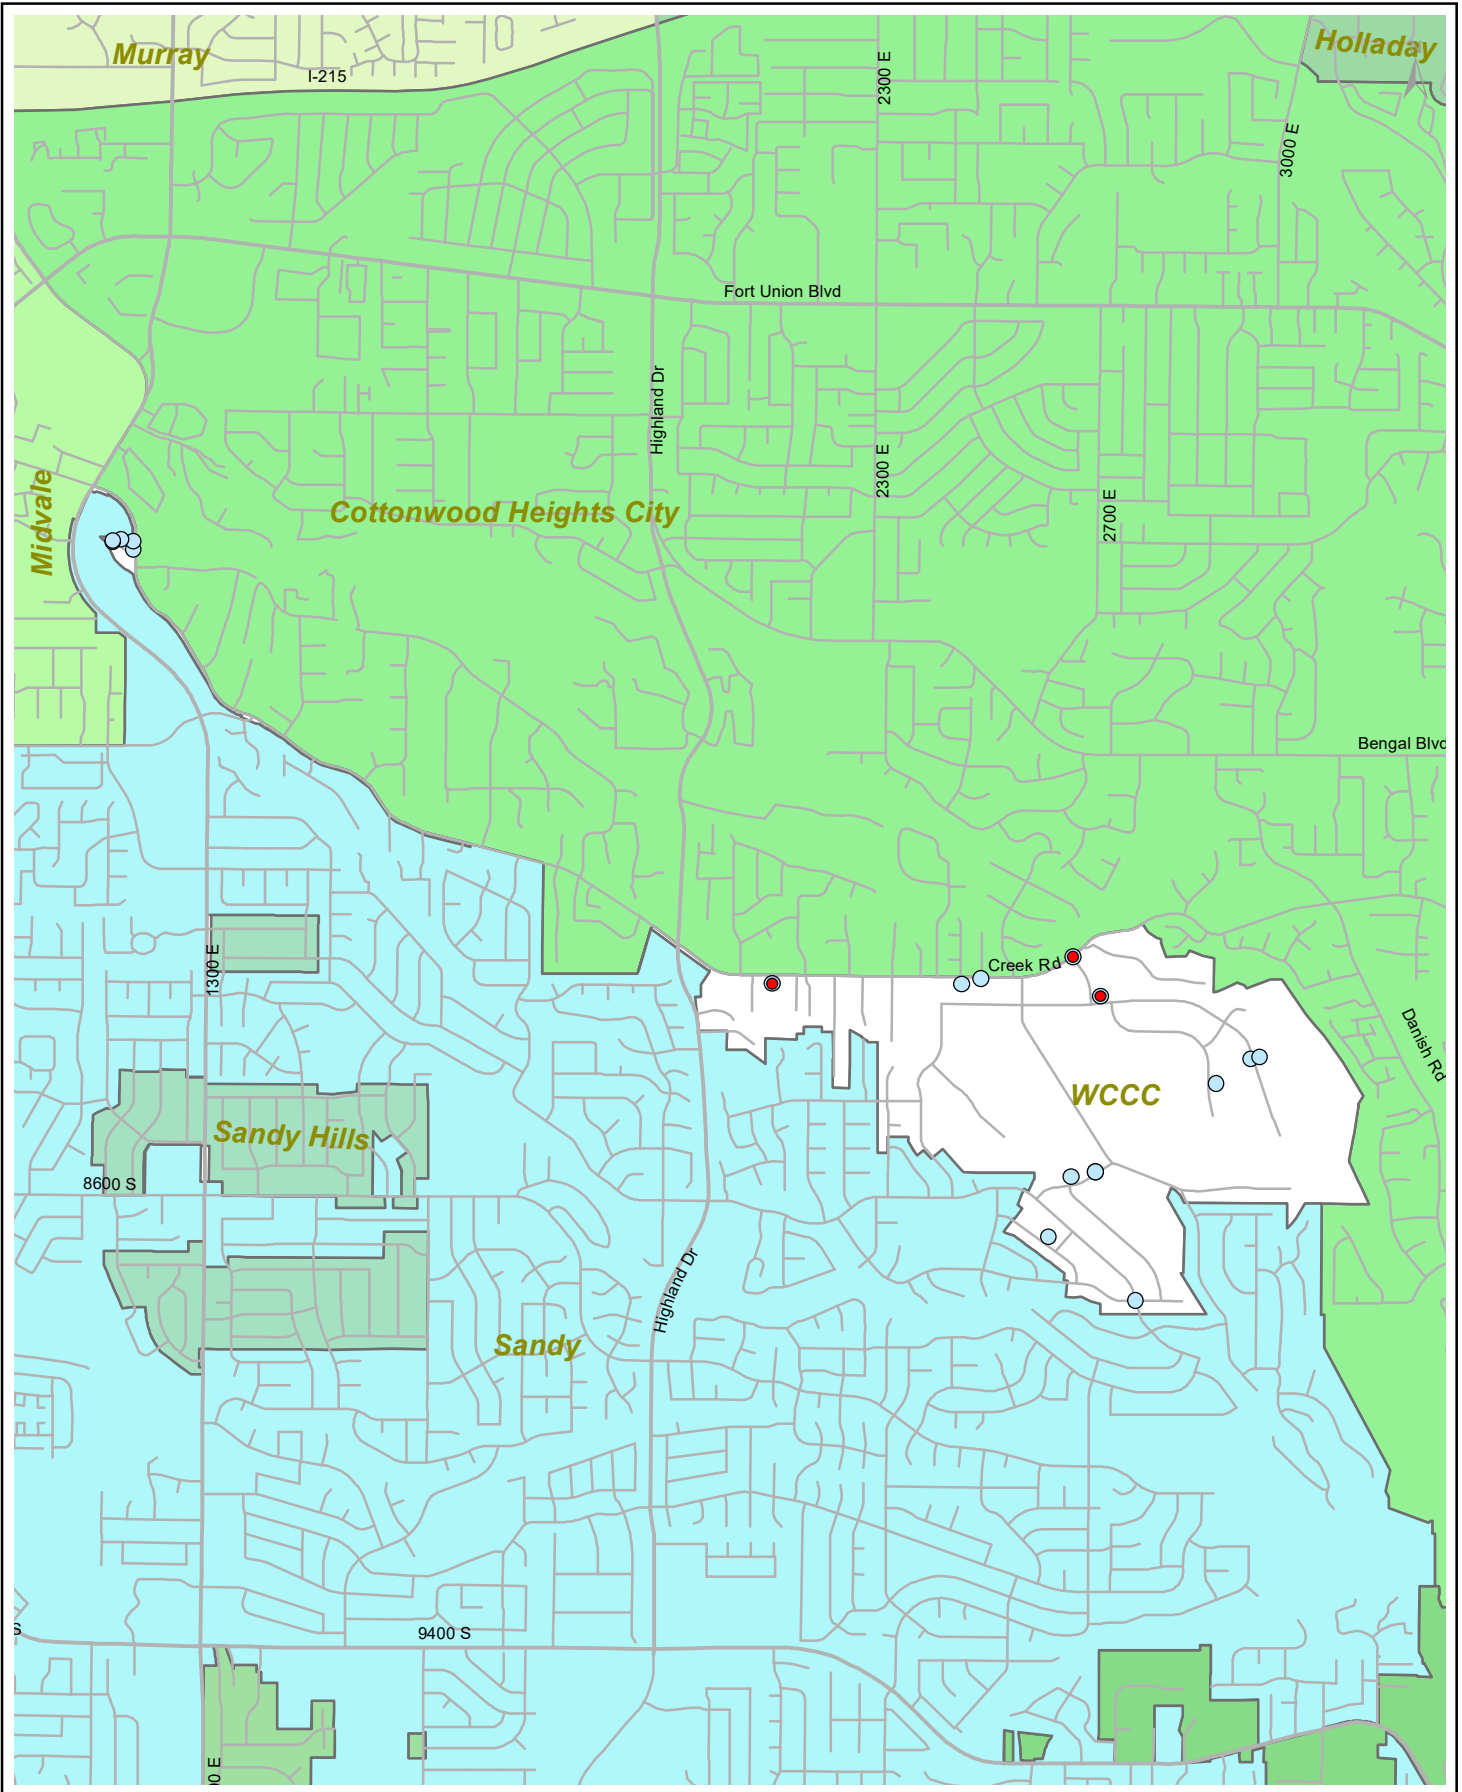 Murray
Holladay
I-215
2300 E
3000 E
Fort Union Blvd
Highland Dr
2300 E
Midvale
Cottonwood Heights City
2700 E
Bengal Blvd
1300 E
Creek Rd
Danish Rd
WCCC
Sandy Hills
8600 S
Highland Dr
Sandy
S
9400 S
00 E